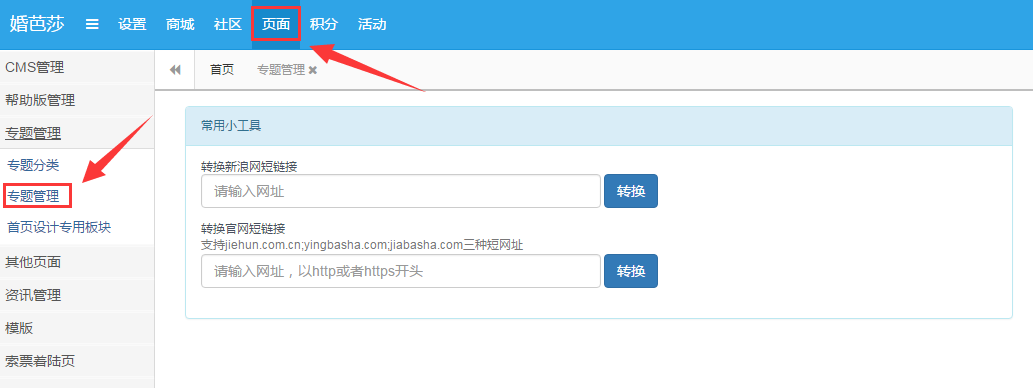 婚芭莎 设置 商城 社区 页面 积分 活动
CMS管理
帮助版管理
专题管理
专题分类
专题管理
首页设计专用板块
其他页面
资讯管理
模版
索票着陆页
首页 专题管理
常用小工具
转换新浪网短链接
请输入网址 转换
转换官网短链接
支持jiehun.com.cn;yingbasha.com;jiabasha.com三种短网址
请输入网址，以http或者https开头 转换